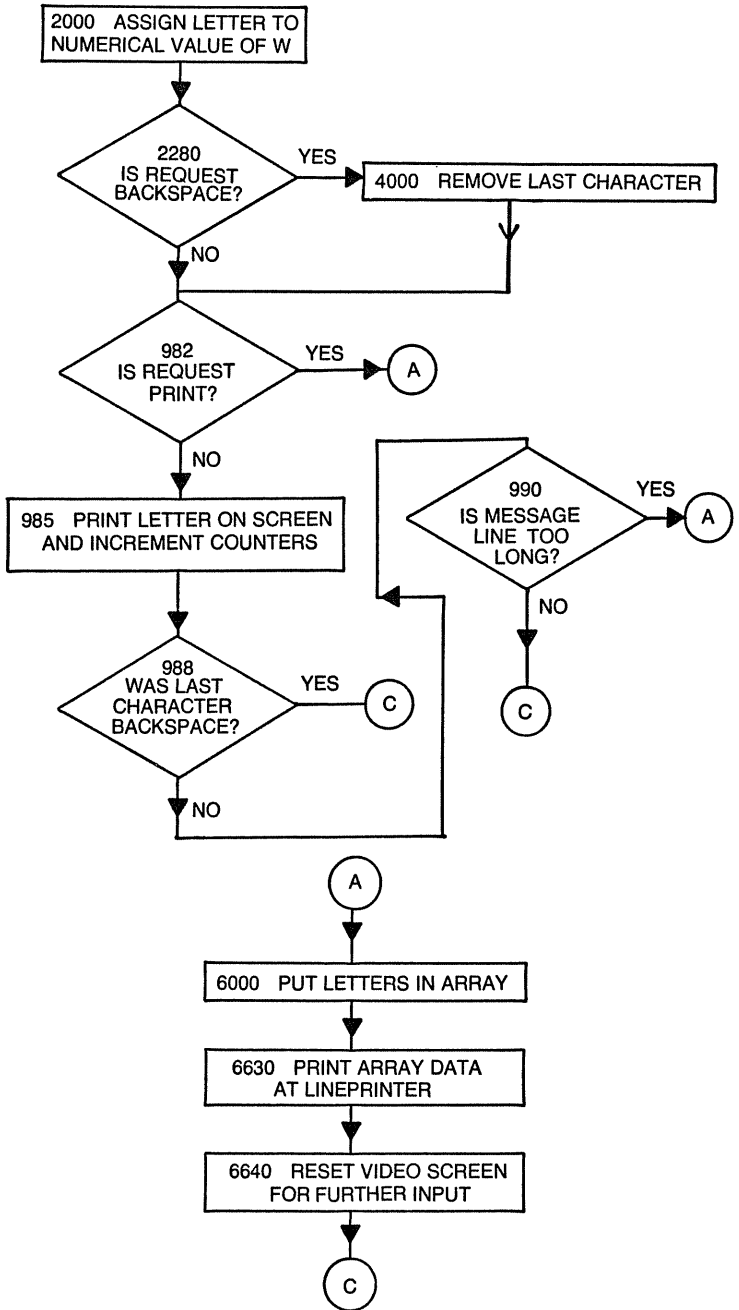 2000 ASSIGN LETTER TO
NUMERICAL VALUE OF W
2280
IS REQUEST
BACKSPACE?
YES
4000 REMOVE LAST CHARACTER
NO
982
IS REQUEST
PRINT?
YES
A
NO
985 PRINT LETTER ON SCREEN
AND INCREMENT COUNTERS
988
WAS LAST
CHARACTER
BACKSPACE?
YES
C
NO
990
IS MESSAGE
LINE TOO
LONG?
YES
A
NO
C
A
6000 PUT LETTERS IN ARRAY
6630 PRINT ARRAY DATA
AT LINEPRINTER
6640 RESET VIDEO SCREEN
FOR FURTHER INPUT
C